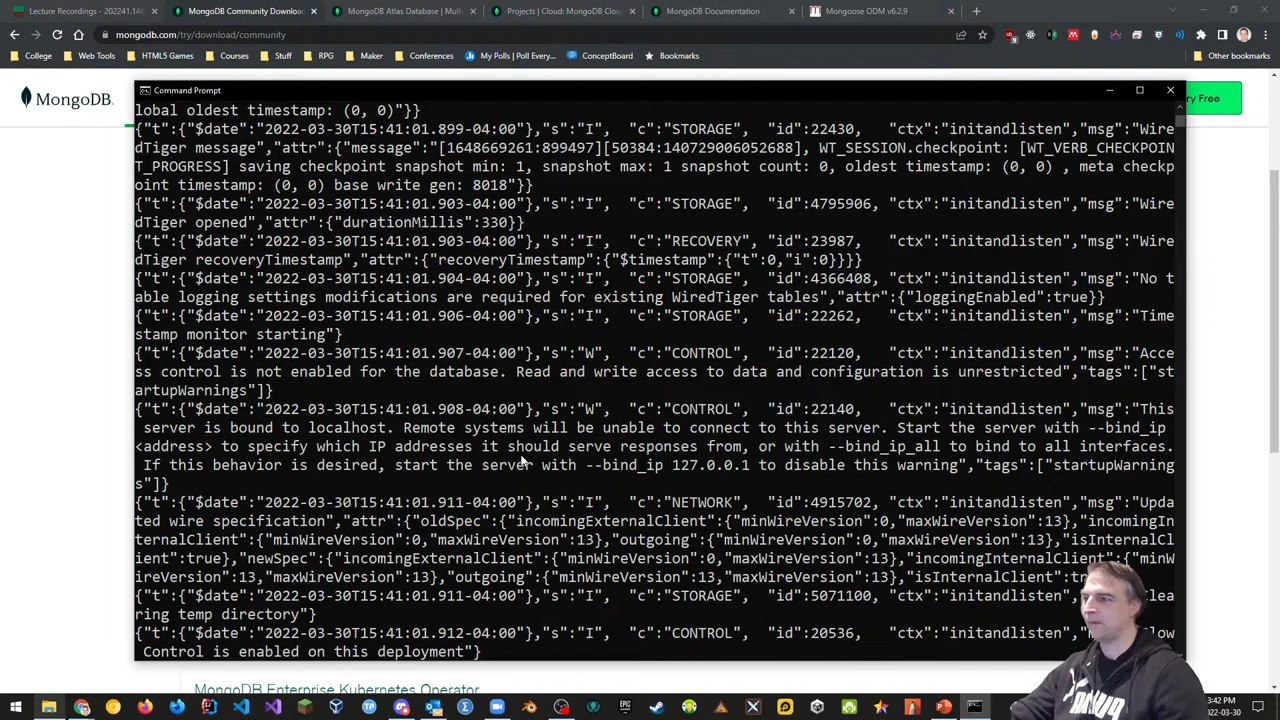 Lecture Recordings - 202241.146
MongoDB Community Download
MongoDB Atlas Database | Mult
Projects | Cloud: MongoDB Clou
MongoDB Documentation
Mongoose ODM v6.2.9
mongodb.com/try/download/community
College
Web Tools
HTML5 Games
Courses
Stuff
RPG
Maker
Conferences
My Polls | Poll Every...
ConceptBoard
Bookmarks
Other bookmarks
MongoDB.
ry Free
Command Prompt
lobal oldest timestamp: (0, 0)"}}
{"t":{"$date":"2022-03-30T15:41:01.899-04:00"},"s":"I", "c":"STORAGE", "id":22430, "ctx":"initandlisten","msg":"Wire
dTiger message","attr":{"message":"[1648669261:899497][50384:140729006052688], WT_SESSION.checkpoint: [WT_VERB_CHECKPOIN
T_PROGRESS] saving checkpoint snapshot min: 1, snapshot max: 1 snapshot count: 0, oldest timestamp: (0, 0) , meta checkp
oint timestamp: (0, 0) base write gen: 8018"}}
{"t":{"$date":"2022-03-30T15:41:01.903-04:00"},"s":"I", "c":"STORAGE", "id":4795906, "ctx":"initandlisten","msg":"Wire
dTiger opened","attr":{"durationMillis":330}}
{"t":{"$date":"2022-03-30T15:41:01.903-04:00"},"s":"I", "c":"RECOVERY", "id":23987, "ctx":"initandlisten","msg":"Wire
dTiger recoveryTimestamp","attr":{"recoveryTimestamp":{"$timestamp":{"t":0,"i":0}}}}
{"t":{"$date":"2022-03-30T15:41:01.904-04:00"},"s":"I", "c":"STORAGE", "id":4366408, "ctx":"initandlisten","msg":"No t
able logging settings modifications are required for existing WiredTiger tables","attr":{"loggingEnabled":true}}
{"t":{"$date":"2022-03-30T15:41:01.906-04:00"},"s":"I", "c":"STORAGE", "id":22262, "ctx":"initandlisten","msg":"Time
stamp monitor starting"}
{"t":{"$date":"2022-03-30T15:41:01.907-04:00"},"s":"W", "c":"CONTROL", "id":22120, "ctx":"initandlisten","msg":"Acce
ss control is not enabled for the database. Read and write access to data and configuration is unrestricted","tags":["st
artupWarnings"]}
{"t":{"$date":"2022-03-30T15:41:01.908-04:00"},"s":"W", "c":"CONTROL", "id":22140, "ctx":"initandlisten","msg":"This
server is bound to localhost. Remote systems will be unable to connect to this server. Start the server with --bind_ip
<address> to specify which IP addresses it should serve responses from, or with --bind_ip_all to bind to all interfaces.
If this behavior is desired, start the server with --bind_ip 127.0.0.1 to disable this warning","tags":["startupWarning
s"]}
{"t":{"$date":"2022-03-30T15:41:01.911-04:00"},"s":"I", "c":"NETWORK", "id":4915702, "ctx":"initandlisten","msg":"Upda
ted wire specification","attr":{"oldSpec":{"incomingExternalClient":{"minWireVersion":0,"maxWireVersion":13},"incomingIn
ternalClient":{"minWireVersion":0,"maxWireVersion":13},"outgoing":{"minWireVersion":0,"maxWireVersion":13},"isInternalCl
ient":true},"newSpec":{"incomingExternalClient":{"minWireVersion":0,"maxWireVersion":13},"incomingInternalClient":{"minW
ireVersion":13,"maxWireVersion":13},"outgoing":{"minWireVersion":13,"maxWireVersion":13},"isInternalClient":tr
{"t":{"$date":"2022-03-30T15:41:01.911-04:00"},"s":"I", "c":"STORAGE", "id":5071100, "ctx":"initandlisten","m lea
ring temp directory"}
{"t":{"$date":"2022-03-30T15:41:01.912-04:00"},"s":"I", "c":"CONTROL", "id":20536, "ctx":"initandlisten","m low
Control is enabled on this deployment"}
MongoDB Enterprise Kubernetes Operator
3:42 PM
2022-03-30